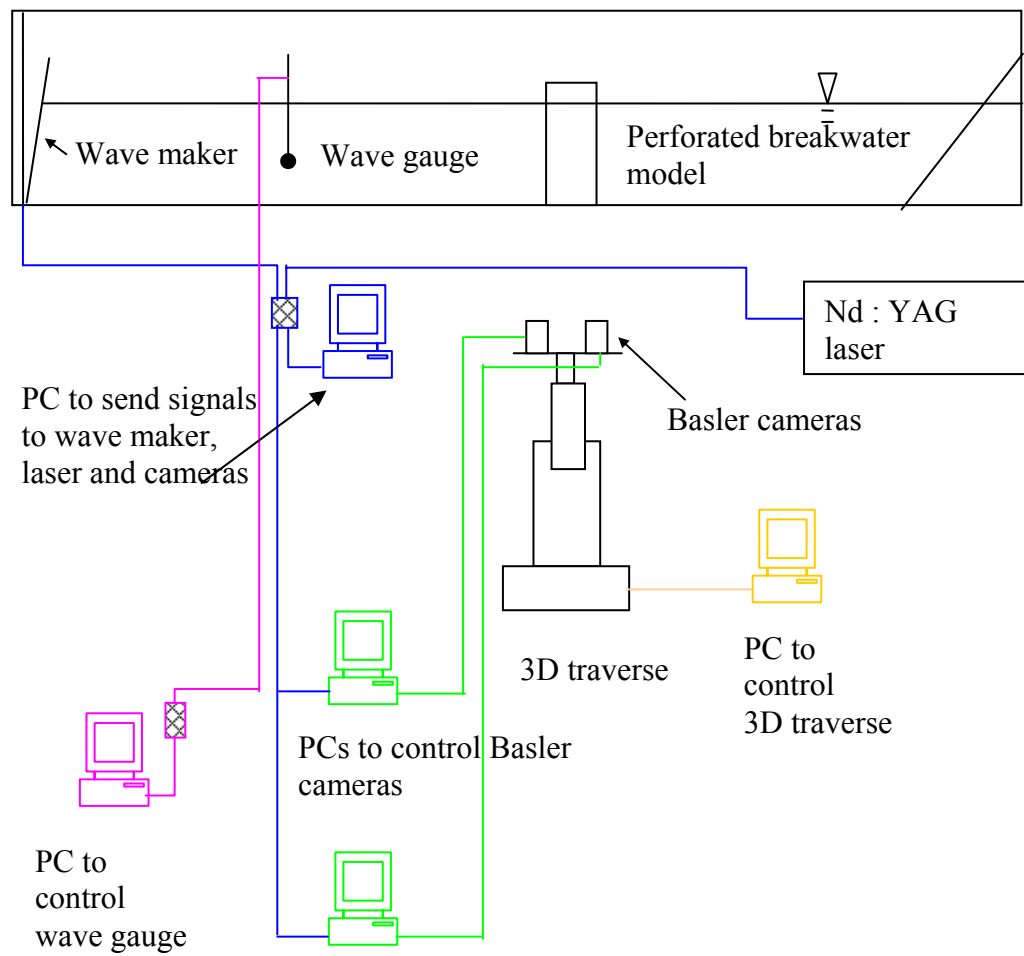 Wave maker
Wave gauge
Perforated breakwater
model
Nd : YAG
laser
PC to send signals
to wave maker,
laser and cameras
Basler cameras
3D traverse
PC to
control
3D traverse
PCs to control Basler
cameras
PC to
control
wave gauge